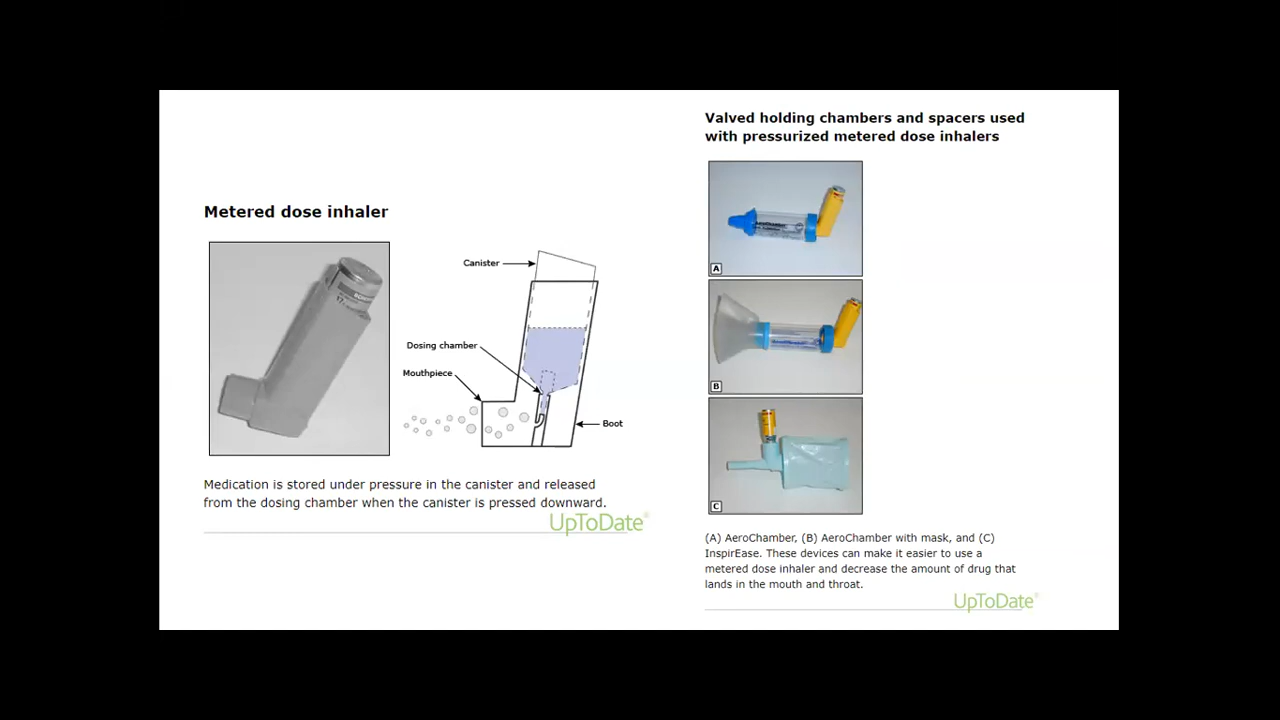 Metered dose inhaler
Canister
Dosing chamber
Mouthpiece
Boot
Medication is stored under pressure in the canister and released
from the dosing chamber when the canister is pressed downward.
UpToDate®
Valved holding chambers and spacers used
with pressurized metered dose inhalers
A
B
C
(A) AeroChamber, (B) AeroChamber with mask, and (C)
InspirEase. These devices can make it easier to use a
metered dose inhaler and decrease the amount of drug that
lands in the mouth and throat.
UpToDate®